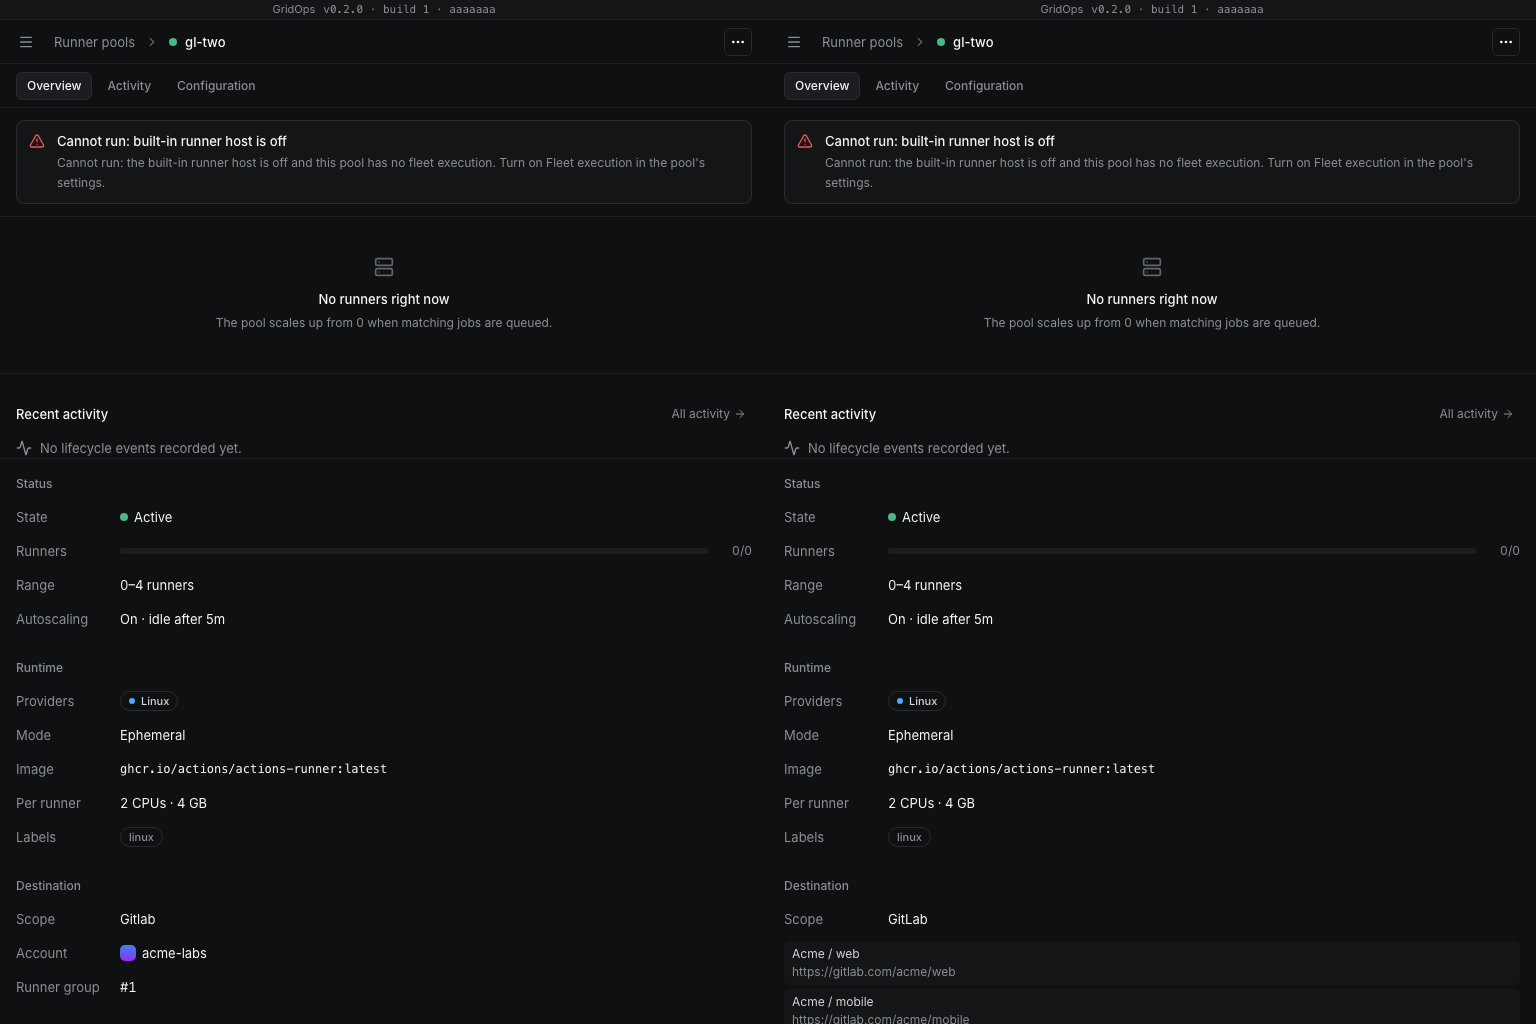 GridOps v0.2.0 · build 1 · aaaaaaa
Runner pools
gl-two
Overview
Activity
Configuration
Cannot run: built-in runner host is off
Cannot run: the built-in runner host is off and this pool has no fleet execution. Turn on Fleet execution in the pool's
settings.
No runners right now
The pool scales up from 0 when matching jobs are queued.
Recent activity
All activity →
No lifecycle events recorded yet.
Status
State
Active
Runners
0/0
Range
0–4 runners
Autoscaling
On · idle after 5m
Runtime
Providers
Linux
Mode
Ephemeral
Image
ghcr.io/actions/actions-runner:latest
Per runner
2 CPUs · 4 GB
Labels
linux
Destination
Scope
Gitlab
Account
acme-labs
Runner group
#1
GridOps v0.2.0 · build 1 · aaaaaaa
Runner pools
gl-two
Overview
Activity
Configuration
Cannot run: built-in runner host is off
Cannot run: the built-in runner host is off and this pool has no fleet execution. Turn on Fleet execution in the pool's
settings.
No runners right now
The pool scales up from 0 when matching jobs are queued.
Recent activity
All activity →
No lifecycle events recorded yet.
Status
State
Active
Runners
0/0
Range
0–4 runners
Autoscaling
On · idle after 5m
Runtime
Providers
Linux
Mode
Ephemeral
Image
ghcr.io/actions/actions-runner:latest
Per runner
2 CPUs · 4 GB
Labels
linux
Destination
Scope
GitLab
Acme / web
https://gitlab.com/acme/web
Acme / mobile
https://gitlab.com/acme/mobile